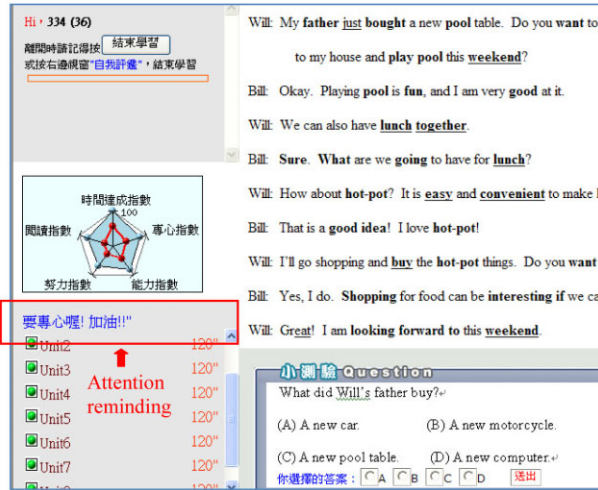 Hi，334 (36)
離開時請記得按 結束學習
或按右邊視窗"自我評鑑"，結束學習
時間達成指數
100
閱讀指數
專心指數
努力指數
能力指數
要專心喔! 加油!!"
Unit2 120"
Unit3 120"
Unit4 120"
Unit5 120"
Unit6 120"
Unit7 120"
Attention
reminding
Will: My father just bought a new pool table. Do you want to
to my house and play pool this weekend?
Bill: Okay. Playing pool is fun, and I am very good at it.
Will: We can also have lunch together.
Bill: Sure. What are we going to have for lunch?
Will: How about hot-pot? It is easy and convenient to make
Bill: That is a good idea! I love hot-pot!
Will: I'll go shopping and buy the hot-pot things. Do you want
Bill: Yes, I do. Shopping for food can be interesting if we ca
Will: Great! I am looking forward to this weekend.
小測驗 Question
What did Will's father buy?
(A) A new car. (B) A new motorcycle.
(C) A new pool table. (D) A new computer.
你選擇的答案： A B C D 送出